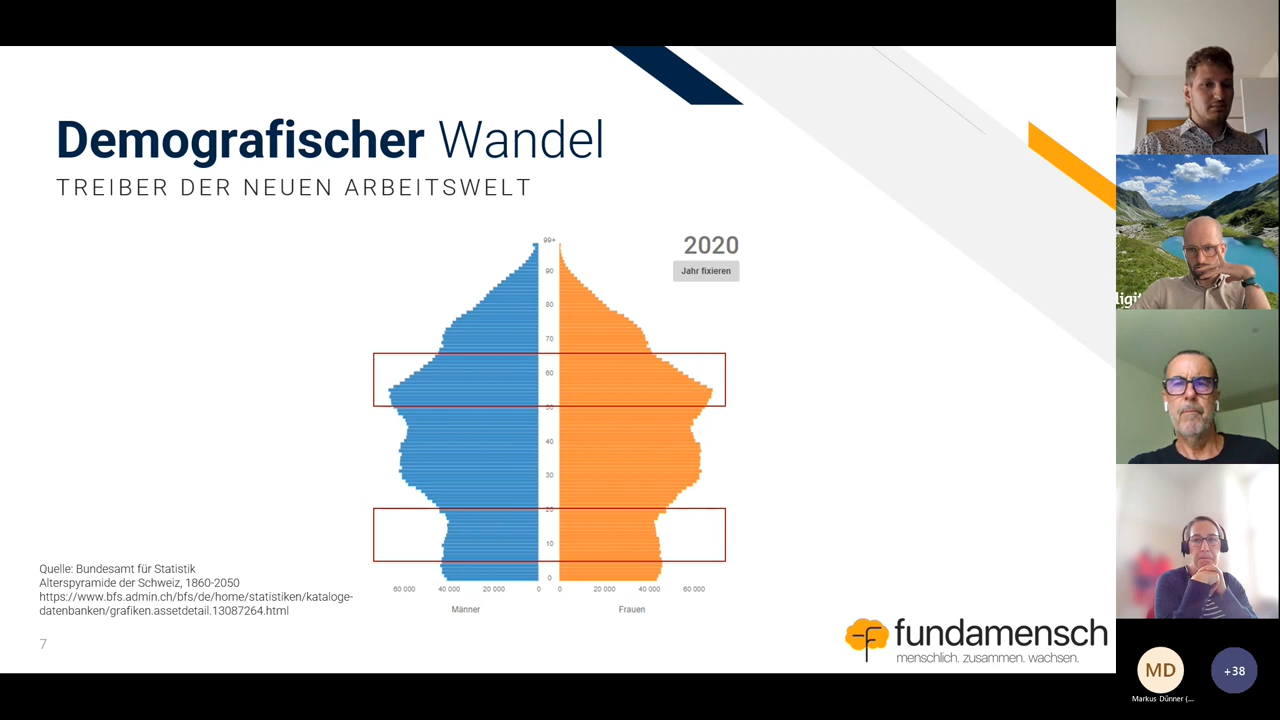 Demografischer Wandel
TREIBER DER NEUEN ARBEITSWELT
2020
Jahr fixieren
99+
90
80
70
60
50
40
30
20
10
0
60 000 40 000 20 000 0 0 20 000 40 000 60 000
Männer Frauen
Quelle: Bundesamt für Statistik
Alterspyramide der Schweiz, 1860-2050
https://www.bfs.admin.ch/bfs/de/home/statistiken/kataloge-
datenbanken/grafiken.assetdetail.13087264.html
7
fundamensch
menschlich. zusammen. wachsen.
MD
+38
Markus Dünner (...